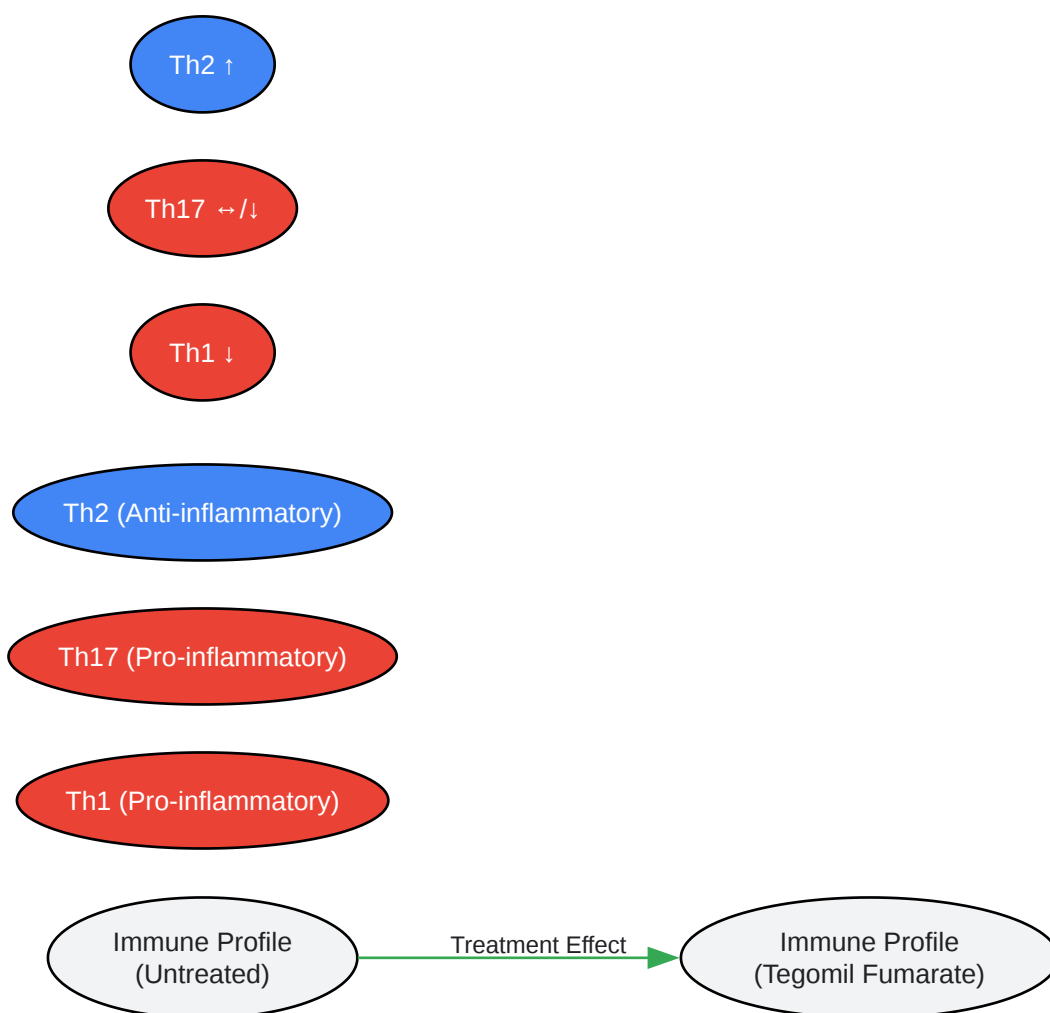 Th2 ↑
Th17 ↔/↓
Th1 ↓
Th2 (Anti-inflammatory)
Th17 (Pro-inflammatory)
Th1 (Pro-inflammatory)
Immune Profile
(Untreated)
Treatment Effect
Immune Profile
(Tegomil Fumarate)